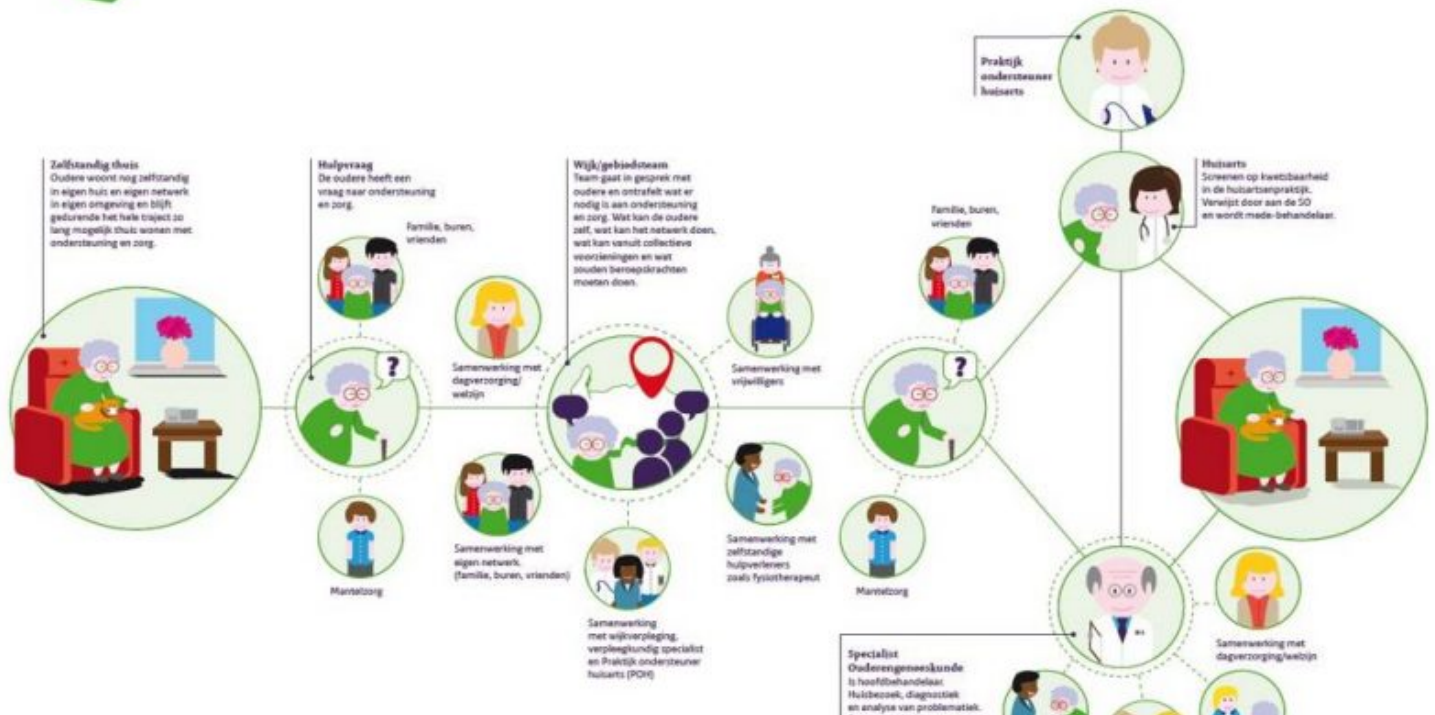 Praktijk
ondersteuner
huisarts
Zelfstandig thuis
Oudere woont nog zelfstandig
in eigen huis en eigen netwerk
in eigen omgeving en blijft
gedurende het hele traject zo
lang mogelijk thuis wonen met
ondersteuning en zorg.
Hulpvraag
De oudere heeft een
vraag naar ondersteuning
en zorg.
Familie, buren,
vrienden
Wijk/gebiedsteam
Team gaat in gesprek met
oudere en ontrafelt wat er
nodig is aan ondersteuning
en zorg. Wat kan de oudere
zelf, wat kan het netwerk doen,
wat kan vanuit collectieve
voorzieningen en wat
zouden beroepskrachten
moeten doen.
Familie, buren,
vrienden
Huisarts
Screenen op kwetsbaarheid
in de huisartsenpraktijk.
Verwijst door aan de SO
en wordt mede-behandelaar.
?
Samenwerking met
dagverzorging/
welzijn
Samenwerking met
vrijwilligers
?
Mantelzorg
Samenwerking met
eigen netwerk.
(familie, buren, vrienden)
Samenwerking
met wijkverpleging,
verpleegkundig specialist
en Praktijk ondersteuner
huisarts (POH)
Samenwerking met
zelfstandige
hulpverleners
zoals fysiotherapeut
Mantelzorg
Samenwerking met
dagverzorging/welzijn
Specialist
Ouderengeneeskunde
Is hoofdbehandelaar.
Huisbezoek, diagnostiek
en analyse van problematiek.